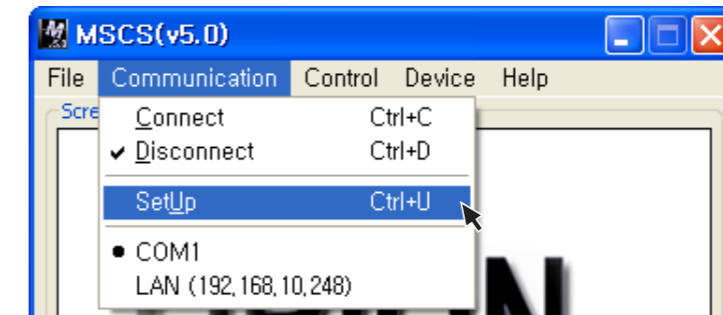 MSCS(v5.0)
File Communication Control Device Help
Scre
Connect Ctrl+C
Disconnect Ctrl+D
SetUp Ctrl+U
COM1
LAN (192,168,10,248)